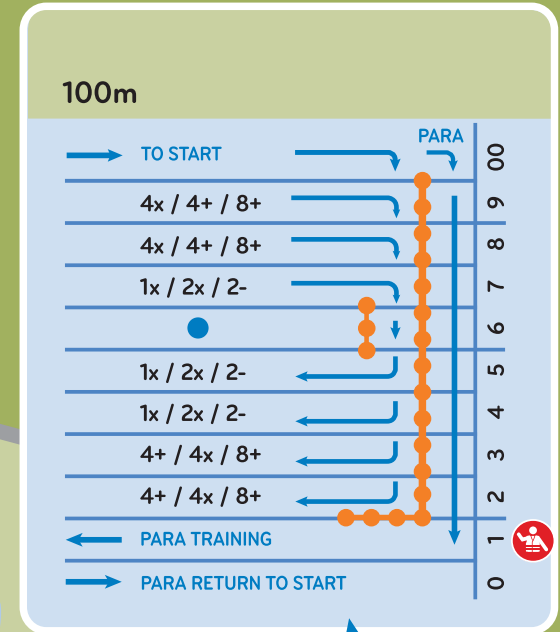 100m
PARA
TO START 00
4x / 4+ / 8+ 9
4x / 4+ / 8+ 8
1x / 2x / 2- 7
6
1x / 2x / 2- 5
1x / 2x / 2- 4
4+ / 4x / 8+ 3
4+ / 4x / 8+ 2
PARA TRAINING 1
PARA RETURN TO START 0